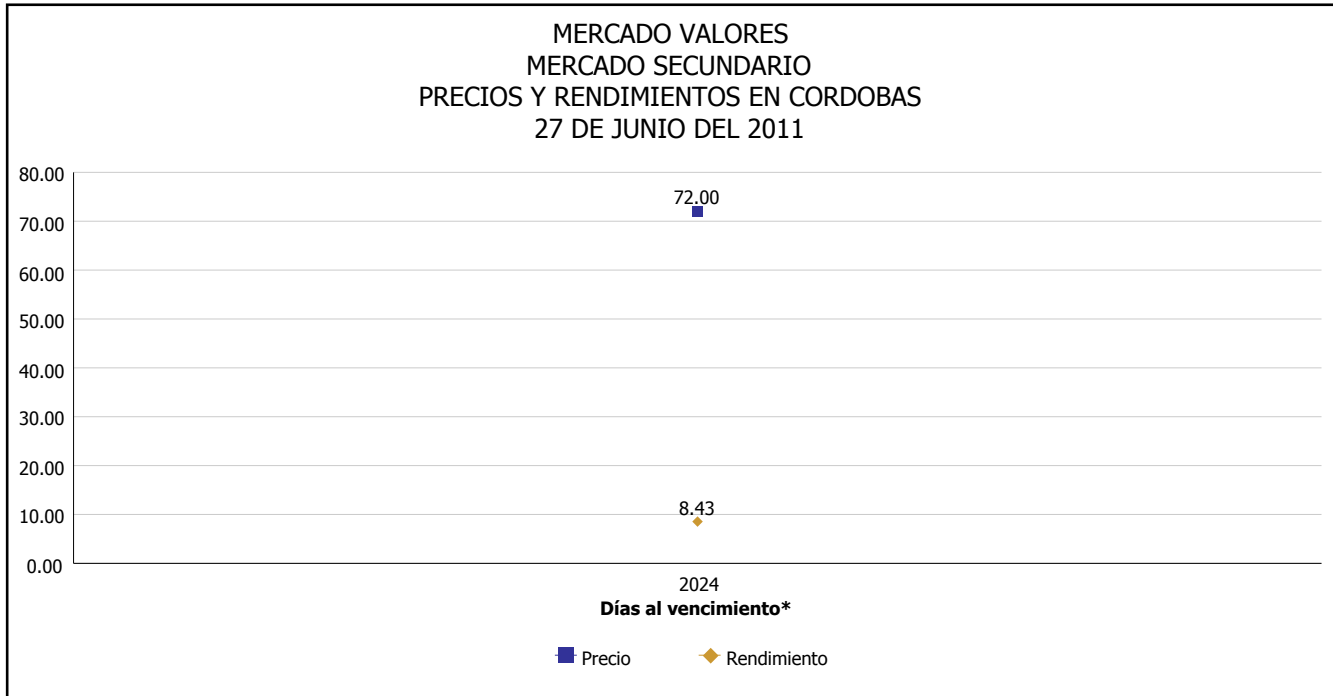 MERCADO VALORES
MERCADO SECUNDARIO
PRECIOS Y RENDIMIENTOS EN CORDOBAS
27 DE JUNIO DEL 2011
80.00
72.00
70.00
60.00
50.00
40.00
30.00
20.00
10.00
8.43
0.00
2024
Días al vencimiento*
Precio Rendimiento